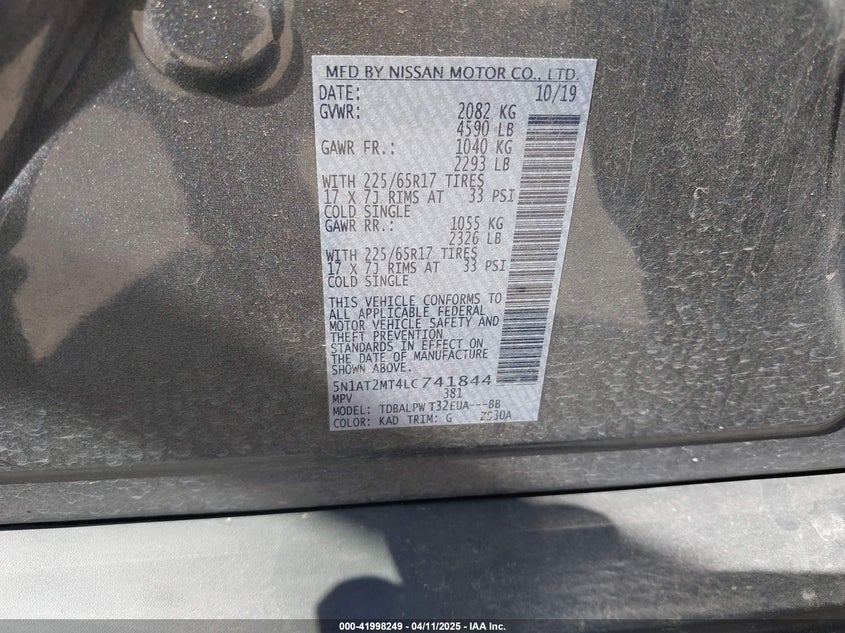 MFD BY NISSAN MOTOR CO., LTD.
DATE: 10/19
GVWR: 2082 KG
4590 LB
GAWR FR.: 1040 KG
2293 LB
WITH 225/65R17 TIRES
17 X 7J RIMS AT 33 PSI
COLD SINGLE
GAWR RR.: 1055 KG
2326 LB
WITH 225/65R17 TIRES
17 X 7J RIMS AT 33 PSI
COLD SINGLE
THIS VEHICLE CONFORMS TO
ALL APPLICABLE FEDERAL
MOTOR VEHICLE SAFETY AND
THEFT PREVENTION
STANDARDS IN EFFECT ON
THE DATE OF MANUFACTURE
SHOWN ABOVE.
5N1AT2MT4LC741844
MPV 381
MODEL: TDBALPW T32EUA---BB
COLOR: KAD TRIM: G
000-41998249 - 04/11/2025 - IAA Inc.